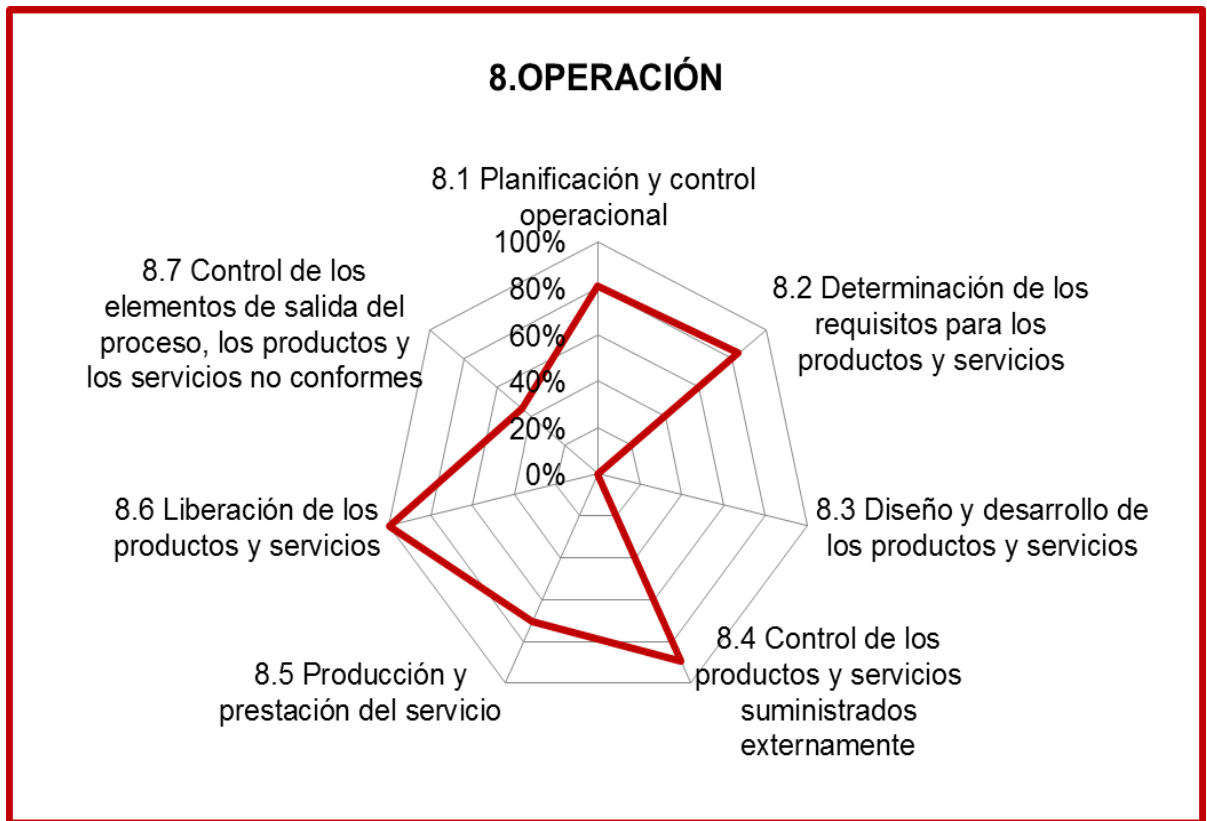 8.OPERACIÓN
8.1 Planificación y control
operacional
100%
80%
60%
40%
20%
0%
8.2 Determinación de los
requisitos para los
productos y servicios
8.3 Diseño y desarrollo de
los productos y servicios
8.4 Control de los
productos y servicios
suministrados
externamente
8.5 Producción y
prestación del servicio
8.6 Liberación de los
productos y servicios
8.7 Control de los
elementos de salida del
proceso, los productos y
los servicios no conformes